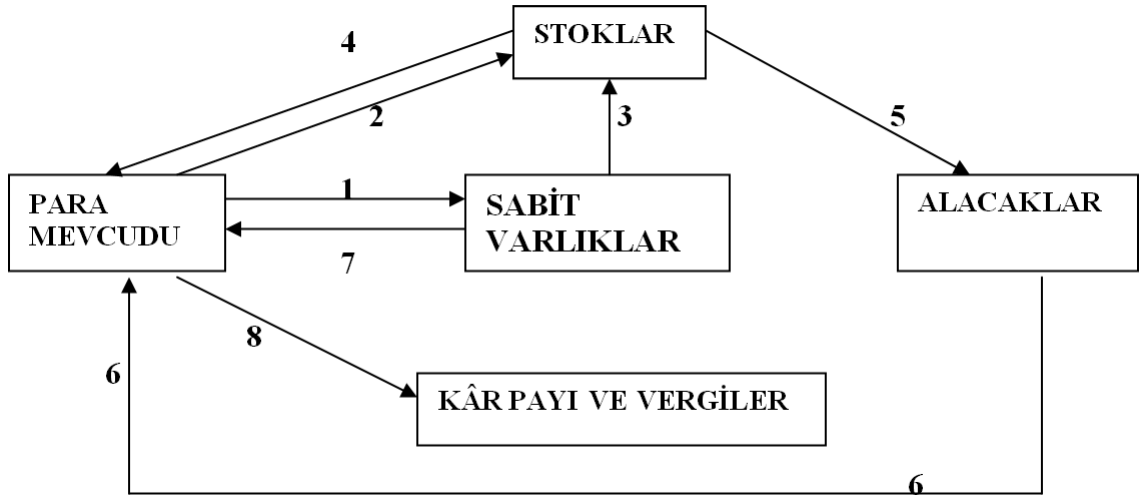 4
STOKLAR
2
3
5
PARA
MEVCUDU
1
SABİT
VARLIKLAR
ALACAKLAR
7
8
6
KÂR PAYI VE VERGİLER
6